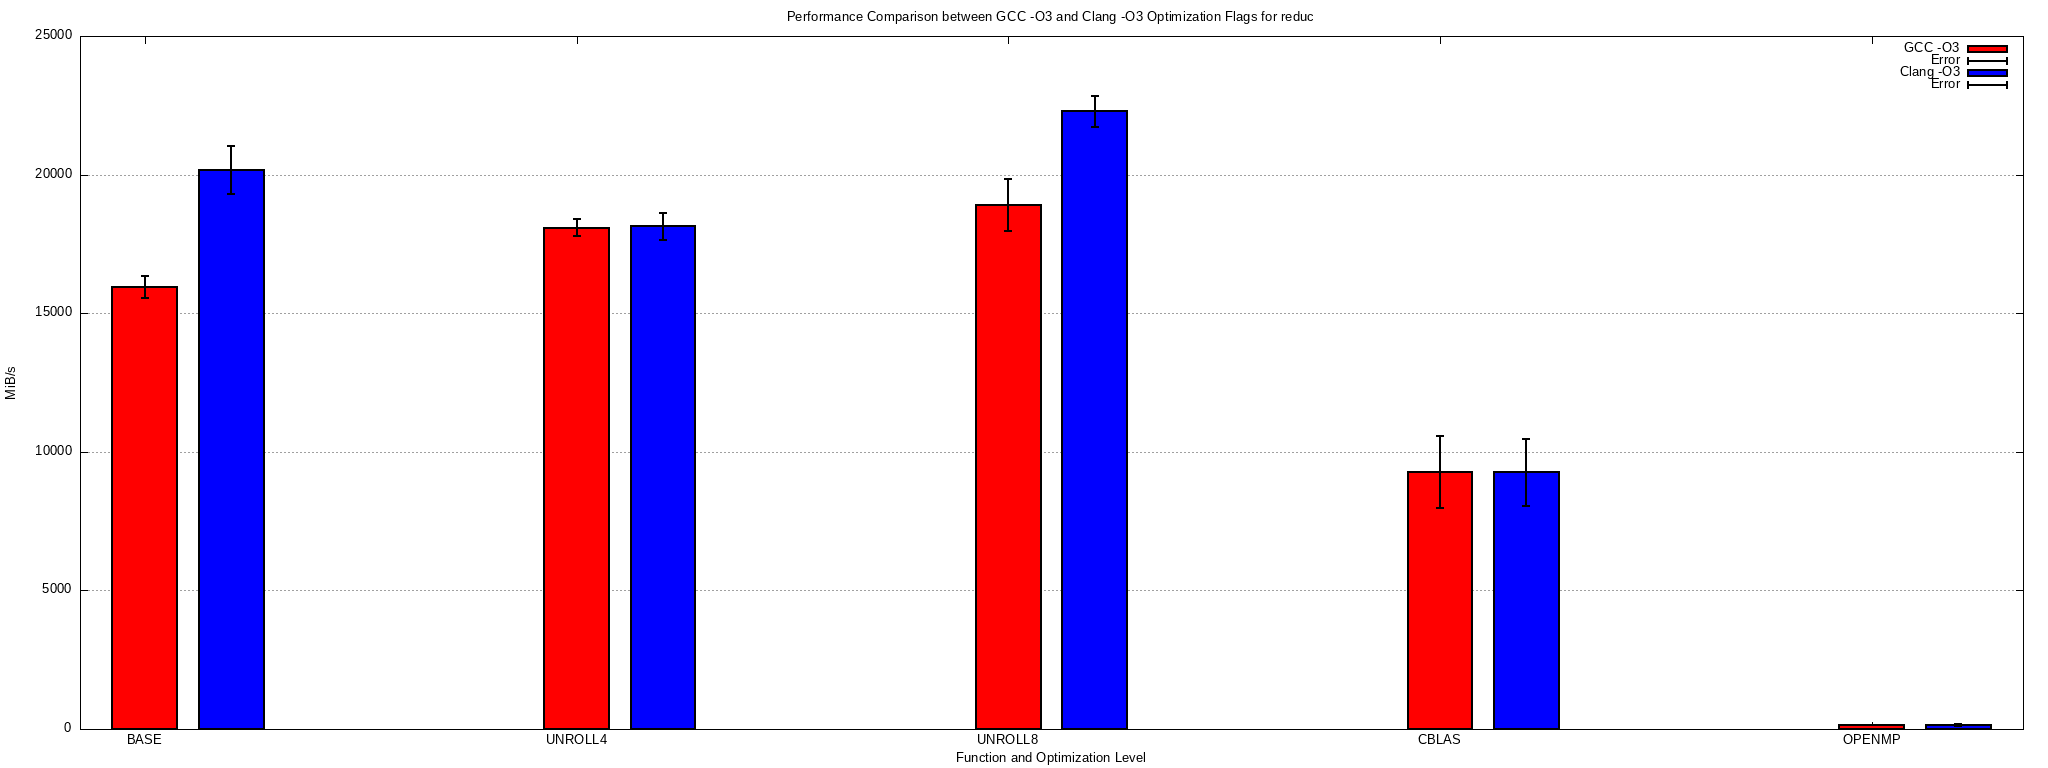 Performance Comparison between GCC -O3 and Clang -O3 Optimization Flags for reduc
25000
20000
15000
10000
5000
0
MiB/s
GCC -O3
Error
Clang -O3
Error
BASE
UNROLL4
UNROLL8
CBLAS
OPENMP
Function and Optimization Level